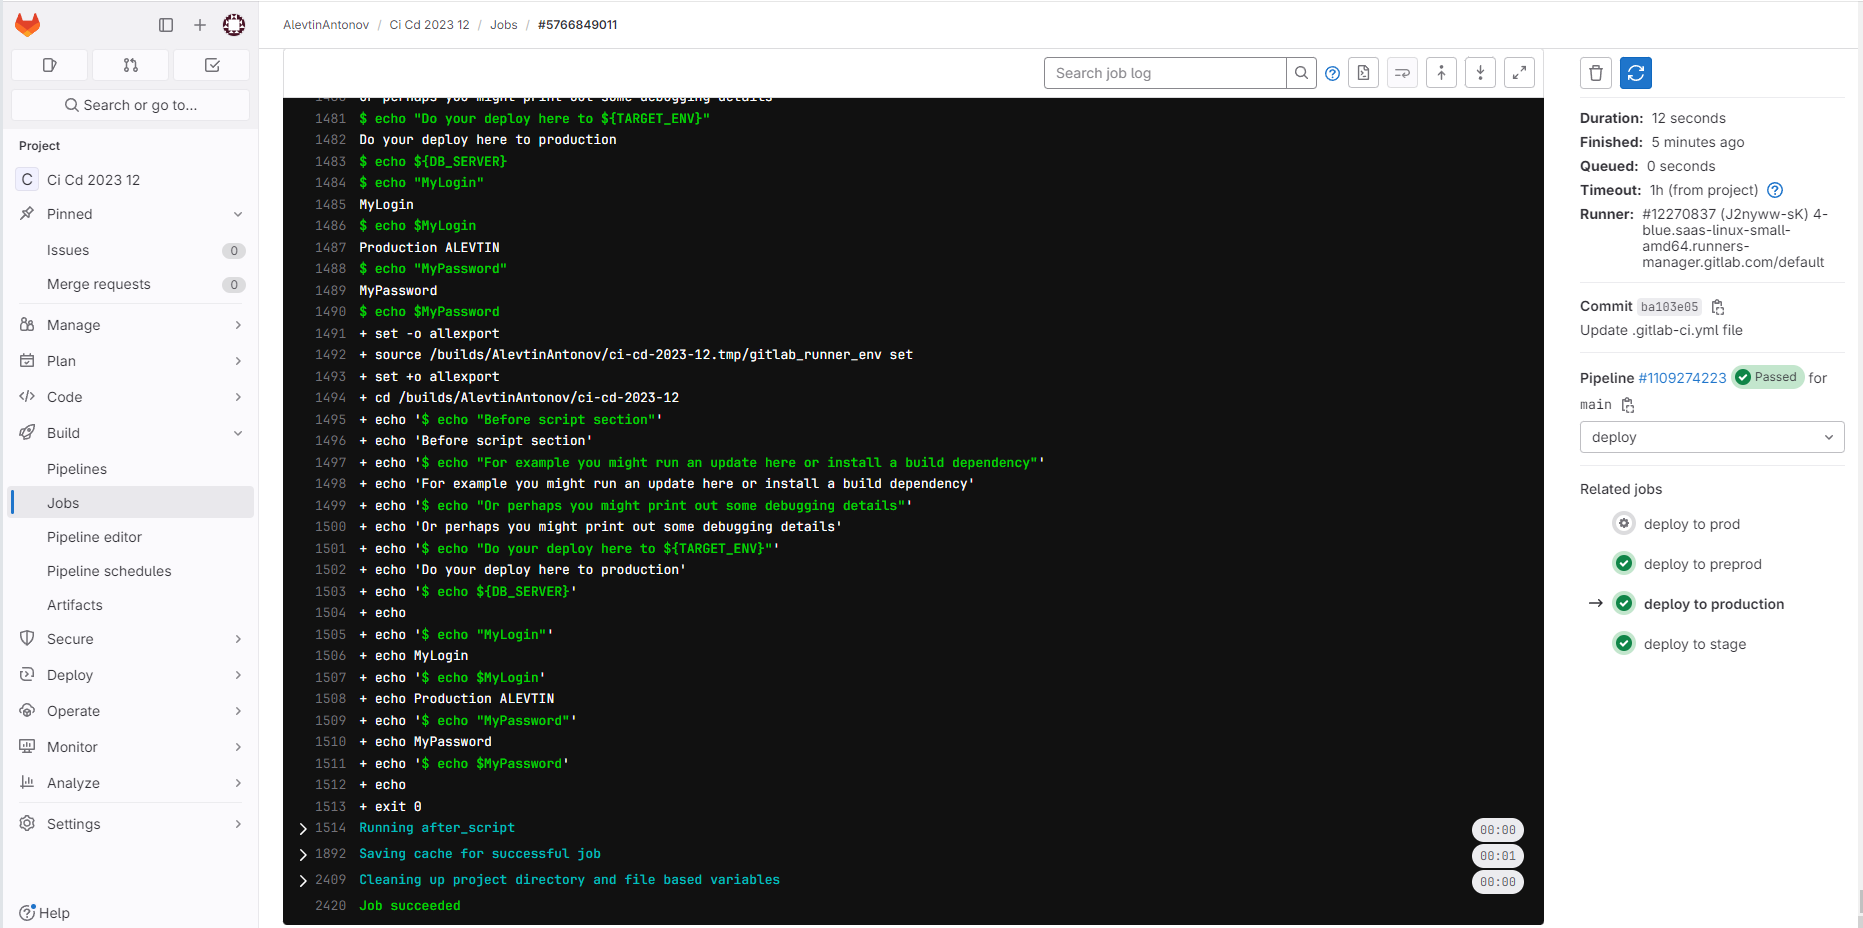 AlevtinAntonov / Ci Cd 2023 12 / Jobs / #5766849011
Search or go to...
Project
C Ci Cd 2023 12
Pinned
Issues 0
Merge requests 0
Manage
Plan
Code
Build
Pipelines
Jobs
Pipeline editor
Pipeline schedules
Artifacts
Secure
Deploy
Operate
Monitor
Analyze
Settings
Help
Search job log
1480 Or perhaps you might print out some debugging details
1481 $ echo "Do your deploy here to ${TARGET_ENV}"
1482 Do your deploy here to production
1483 $ echo ${DB_SERVER}
1484 $ echo "MyLogin"
1485 MyLogin
1486 $ echo $MyLogin
1487 Production ALEVTIN
1488 $ echo "MyPassword"
1489 MyPassword
1490 $ echo $MyPassword
1491 + set -o allexport
1492 + source /builds/AlevtinAntonov/ci-cd-2023-12.tmp/gitlab_runner_env set
1493 + set +o allexport
1494 + cd /builds/AlevtinAntonov/ci-cd-2023-12
1495 + echo '$ echo "Before script section"'
1496 + echo 'Before script section'
1497 + echo '$ echo "For example you might run an update here or install a build dependency"'
1498 + echo 'For example you might run an update here or install a build dependency'
1499 + echo '$ echo "Or perhaps you might print out some debugging details"'
1500 + echo 'Or perhaps you might print out some debugging details'
1501 + echo '$ echo "Do your deploy here to ${TARGET_ENV}"'
1502 + echo 'Do your deploy here to production'
1503 + echo '$ echo ${DB_SERVER}'
1504 + echo
1505 + echo '$ echo "MyLogin"'
1506 + echo MyLogin
1507 + echo '$ echo $MyLogin'
1508 + echo Production ALEVTIN
1509 + echo '$ echo "MyPassword"'
1510 + echo MyPassword
1511 + echo '$ echo $MyPassword'
1512 + echo
1513 + exit 0
1514 Running after_script 00:00
1892 Saving cache for successful job 00:01
2409 Cleaning up project directory and file based variables 00:00
2420 Job succeeded
Duration: 12 seconds
Finished: 5 minutes ago
Queued: 0 seconds
Timeout: 1h (from project)
Runner: #12270837 (J2nyww-sK) 4-
blue.saas-linux-small-
amd64.runners-
manager.gitlab.com/default
Commit ba103e05
Update .gitlab-ci.yml file
Pipeline #1109274223 Passed for
main
deploy
Related jobs
deploy to prod
deploy to preprod
→ deploy to production
deploy to stage